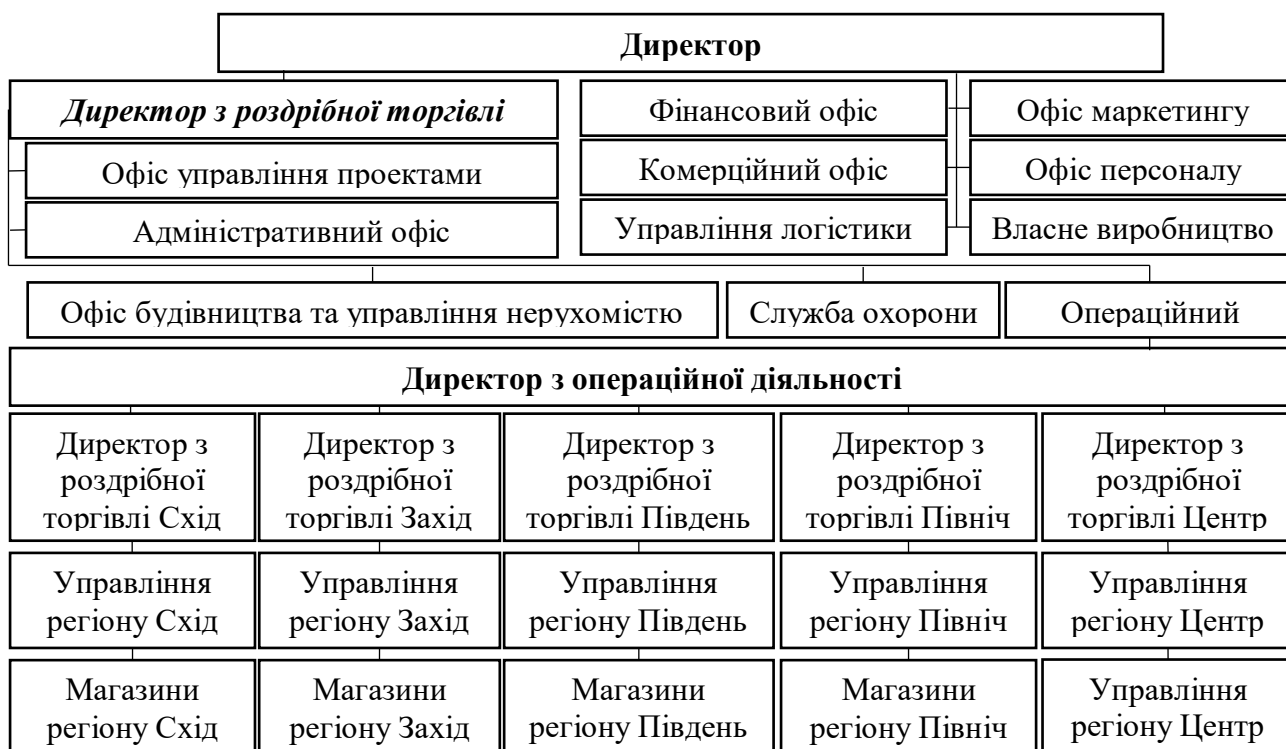 Директор
Директор з роздрібної торгівлі
Фінансовий офіс
Офіс маркетингу
Офіс управління проектами
Комерційний офіс
Офіс персоналу
Адміністративний офіс
Управління логістики
Власне виробництво
Офіс будівництва та управління нерухомістю
Служба охорони
Операційний
Директор з операційної діяльності
Директор з
роздрібної
торгівлі Схід
Директор з
роздрібної
торгівлі Захід
Директор з
роздрібної
торгівлі Південь
Директор з
роздрібної
торгівлі Північ
Директор з
роздрібної
торгівлі Центр
Управління
регіону Схід
Управління
регіону Захід
Управління
регіону Південь
Управління
регіону Північ
Управління
регіону Центр
Магазини
регіону Схід
Магазини
регіону Захід
Магазини
регіону Південь
Магазини
регіону Північ
Управління
регіону Центр